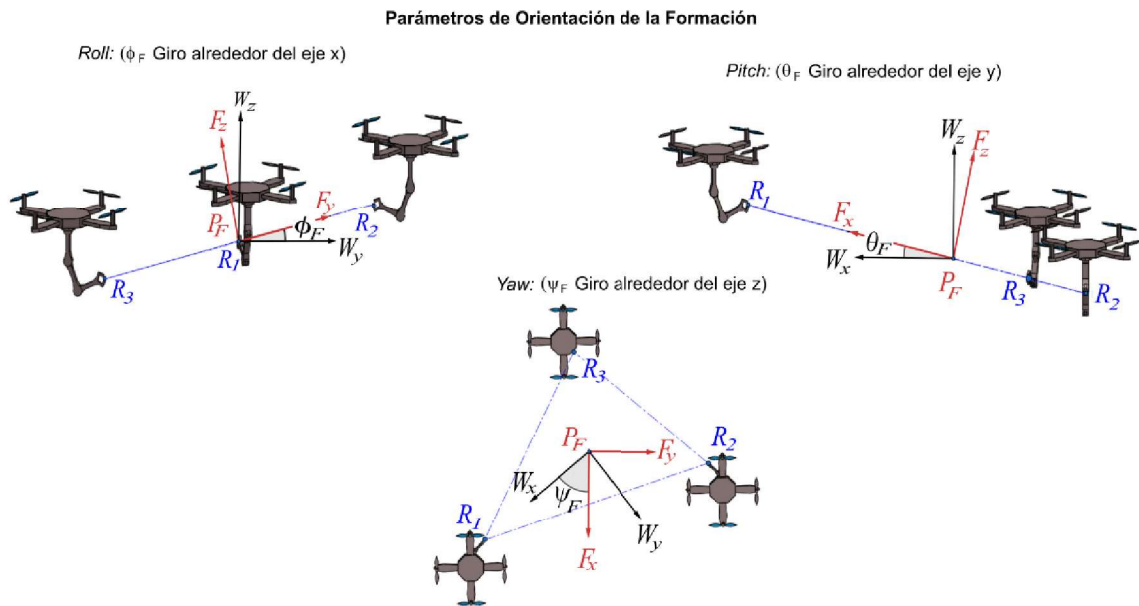 Parámetros de Orientación de la Formación
Roll: (ϕF Giro alrededor del eje x)
Pitch: (θF Giro alrededor del eje y)
Wz
Fz
PF
Fy
ϕF
R2
R1
Wy
R3
Wz
Fz
R1
Fx
θF
Wx
PF
R3
R2
Yaw: (ψF Giro alrededor del eje z)
R3
PF
Fy
R2
Wx
ψF
R1
Wy
Fx